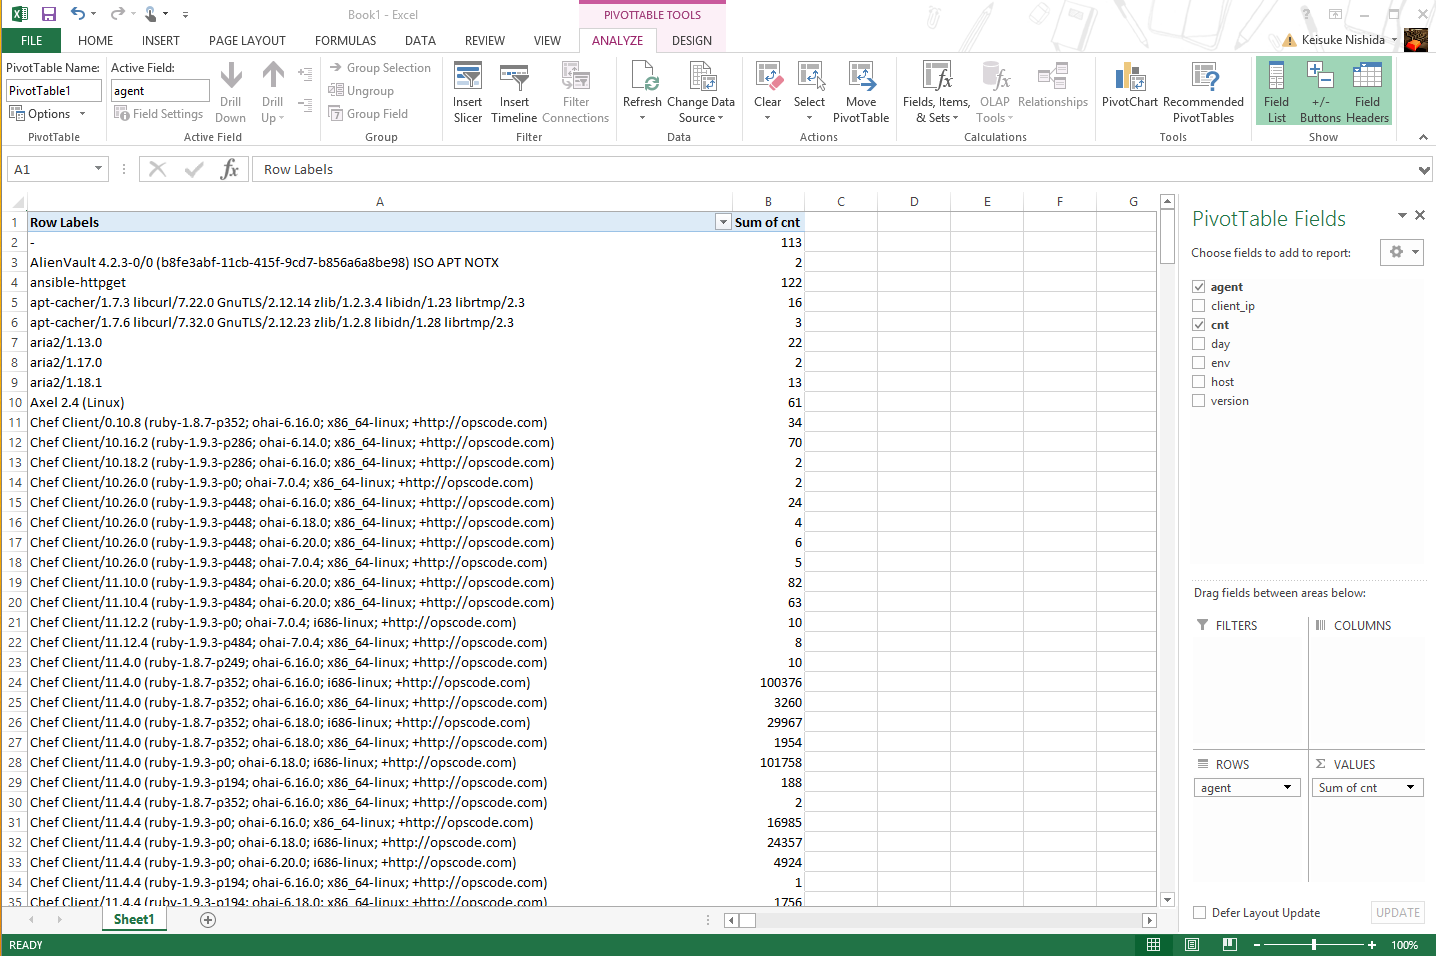 Book1 - Excel
PIVOTTABLE TOOLS
FILE HOME INSERT PAGE LAYOUT FORMULAS DATA REVIEW VIEW ANALYZE DESIGN
Keisuke Nishida
PivotTable Name:
PivotTable1
Options
PivotTable
Active Field:
agent
Field Settings
Drill Down
Drill Up
Active Field
Group Selection
Ungroup
Group Field
Group
Insert Slicer
Insert Timeline
Filter Connections
Filter
Refresh
Change Data Source
Data
Clear
Select
Move PivotTable
Actions
Fields, Items, & Sets
OLAP Tools
Relationships
Calculations
PivotChart
Recommended PivotTables
Tools
Field List
+/- Buttons
Field Headers
Show
A1 fx Row Labels
A B C D E F G
1 Row Labels Sum of cnt
2 - 113
3 AlienVault 4.2.3-0/0 (b8fe3abf-11cb-415f-9cd7-b856a6a8be98) ISO APT NOTX 2
4 ansible-httpget 122
5 apt-cacher/1.7.3 libcurl/7.22.0 GnuTLS/2.12.14 zlib/1.2.3.4 libidn/1.23 librtmp/2.3 16
6 apt-cacher/1.7.6 libcurl/7.32.0 GnuTLS/2.12.23 zlib/1.2.8 libidn/1.28 librtmp/2.3 3
7 aria2/1.13.0 22
8 aria2/1.17.0 2
9 aria2/1.18.1 13
10 Axel 2.4 (Linux) 61
11 Chef Client/0.10.8 (ruby-1.8.7-p352; ohai-6.16.0; x86_64-linux; +http://opscode.com) 34
12 Chef Client/10.16.2 (ruby-1.9.3-p286; ohai-6.14.0; x86_64-linux; +http://opscode.com) 70
13 Chef Client/10.18.2 (ruby-1.9.3-p286; ohai-6.16.0; x86_64-linux; +http://opscode.com) 2
14 Chef Client/10.26.0 (ruby-1.9.3-p0; ohai-7.0.4; x86_64-linux; +http://opscode.com) 2
15 Chef Client/10.26.0 (ruby-1.9.3-p448; ohai-6.16.0; x86_64-linux; +http://opscode.com) 24
16 Chef Client/10.26.0 (ruby-1.9.3-p448; ohai-6.18.0; x86_64-linux; +http://opscode.com) 4
17 Chef Client/10.26.0 (ruby-1.9.3-p448; ohai-6.20.0; x86_64-linux; +http://opscode.com) 6
18 Chef Client/10.26.0 (ruby-1.9.3-p448; ohai-7.0.4; x86_64-linux; +http://opscode.com) 5
19 Chef Client/11.10.0 (ruby-1.9.3-p484; ohai-6.20.0; x86_64-linux; +http://opscode.com) 82
20 Chef Client/11.10.4 (ruby-1.9.3-p484; ohai-6.20.0; x86_64-linux; +http://opscode.com) 63
21 Chef Client/11.12.2 (ruby-1.9.3-p0; ohai-7.0.4; i686-linux; +http://opscode.com) 10
22 Chef Client/11.12.4 (ruby-1.9.3-p484; ohai-7.0.4; x86_64-linux; +http://opscode.com) 8
23 Chef Client/11.4.0 (ruby-1.8.7-p249; ohai-6.16.0; x86_64-linux; +http://opscode.com) 10
24 Chef Client/11.4.0 (ruby-1.8.7-p352; ohai-6.16.0; i686-linux; +http://opscode.com) 100376
25 Chef Client/11.4.0 (ruby-1.8.7-p352; ohai-6.16.0; x86_64-linux; +http://opscode.com) 3260
26 Chef Client/11.4.0 (ruby-1.8.7-p352; ohai-6.18.0; i686-linux; +http://opscode.com) 29967
27 Chef Client/11.4.0 (ruby-1.8.7-p352; ohai-6.18.0; x86_64-linux; +http://opscode.com) 1954
28 Chef Client/11.4.0 (ruby-1.9.3-p0; ohai-6.18.0; i686-linux; +http://opscode.com) 101758
29 Chef Client/11.4.0 (ruby-1.9.3-p194; ohai-6.16.0; x86_64-linux; +http://opscode.com) 188
30 Chef Client/11.4.4 (ruby-1.8.7-p352; ohai-6.16.0; x86_64-linux; +http://opscode.com) 2
31 Chef Client/11.4.4 (ruby-1.9.3-p0; ohai-6.16.0; x86_64-linux; +http://opscode.com) 16985
32 Chef Client/11.4.4 (ruby-1.9.3-p0; ohai-6.18.0; i686-linux; +http://opscode.com) 24357
33 Chef Client/11.4.4 (ruby-1.9.3-p0; ohai-6.20.0; i686-linux; +http://opscode.com) 4924
34 Chef Client/11.4.4 (ruby-1.9.3-p194; ohai-6.16.0; x86_64-linux; +http://opscode.com) 1
35 Chef Client/11.4.4 (ruby-1.9.3-p194; ohai-6.18.0; x86_64-linux; +http://opscode.com) 1756
PivotTable Fields
Choose fields to add to report:
agent
client_ip
cnt
day
env
host
version
Drag fields between areas below:
FILTERS COLUMNS
ROWS VALUES
agent Sum of cnt
Defer Layout Update UPDATE
Sheet1
READY 100%